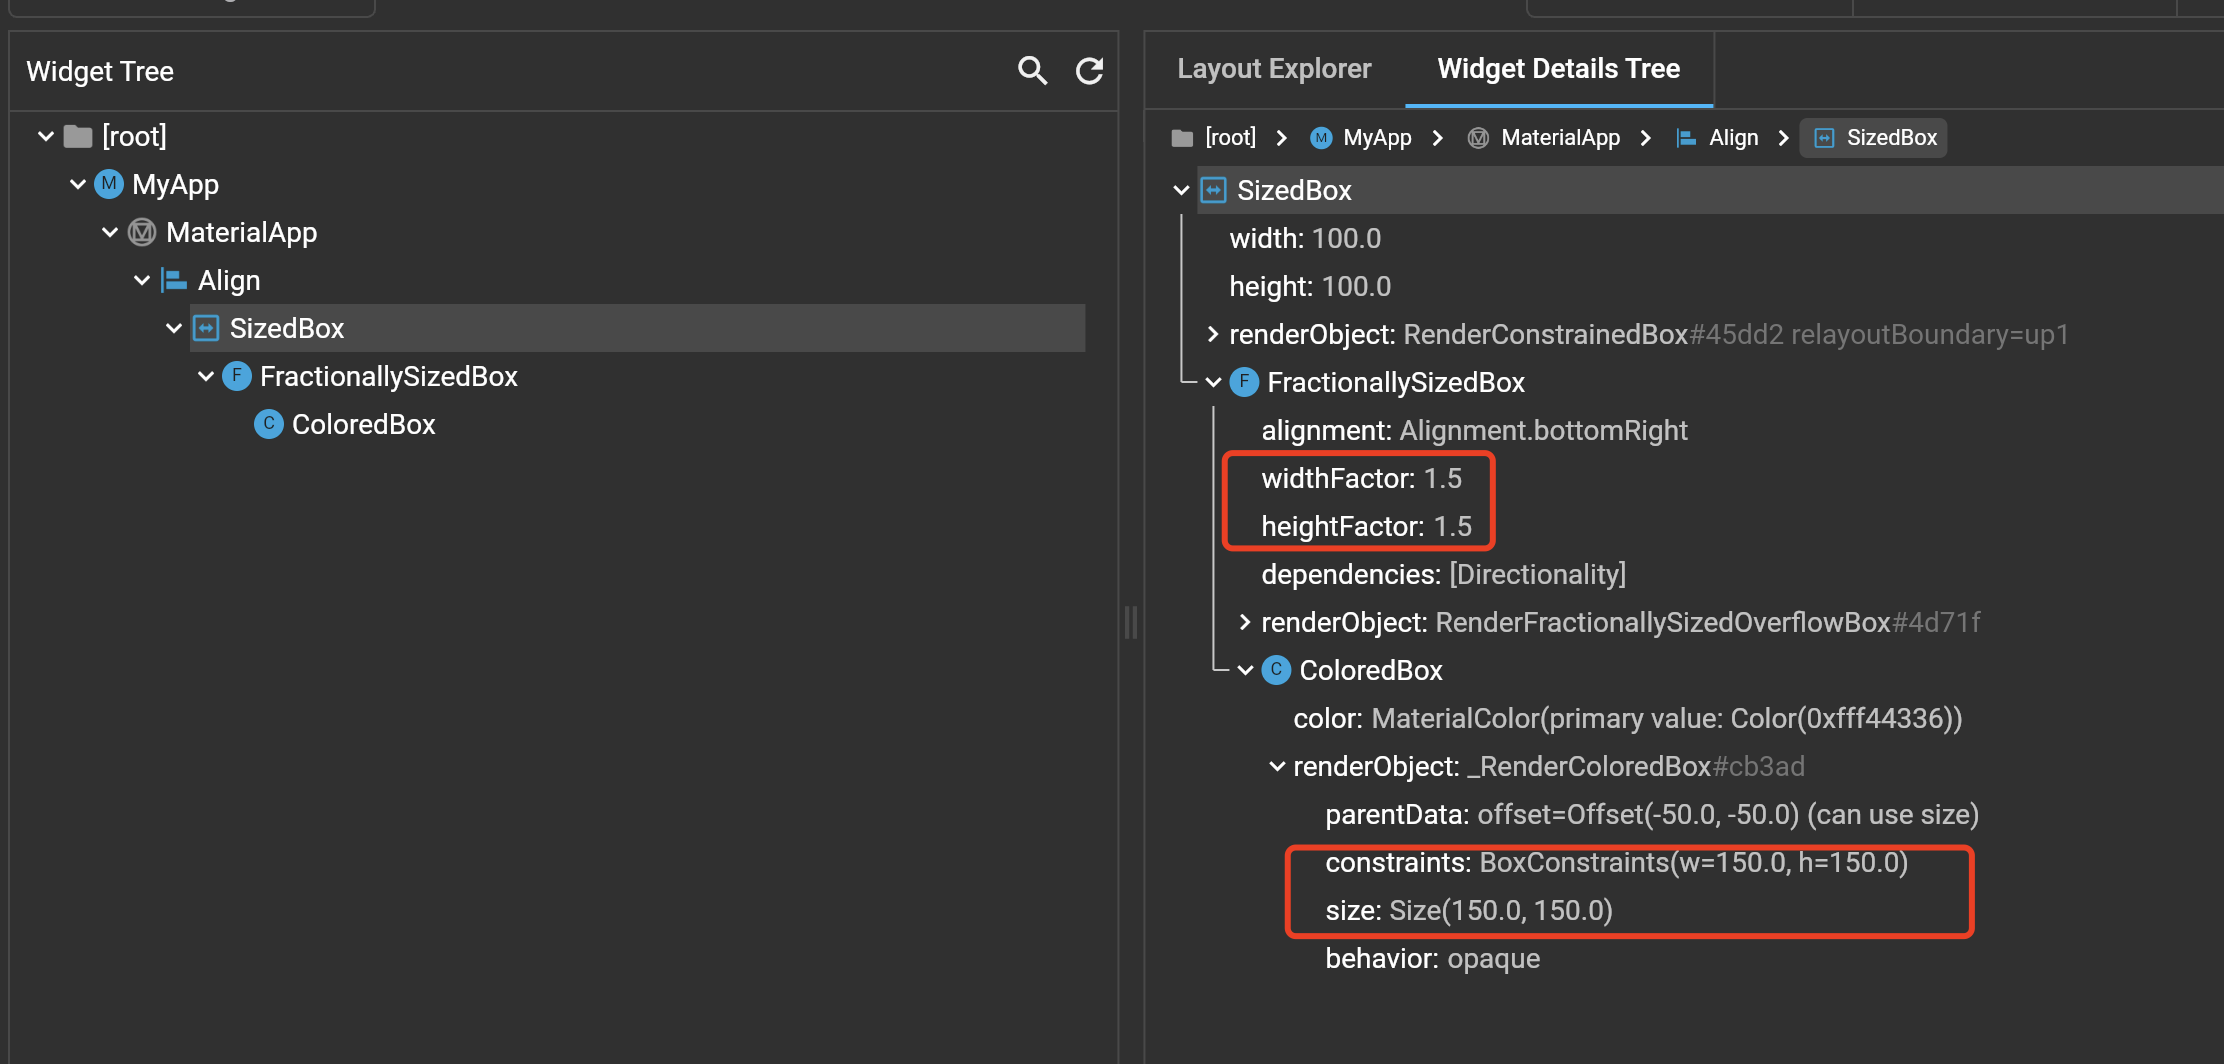 Widget Tree
[root]
M MyApp
MaterialApp
Align
SizedBox
F FractionallySizedBox
C ColoredBox
Layout Explorer
Widget Details Tree
[root] > M MyApp > MaterialApp > Align > SizedBox
SizedBox
width: 100.0
height: 100.0
renderObject: RenderConstrainedBox#45dd2 relayoutBoundary=up1
F FractionallySizedBox
alignment: Alignment.bottomRight
widthFactor: 1.5
heightFactor: 1.5
dependencies: [Directionality]
renderObject: RenderFractionallySizedOverflowBox#4d71f
C ColoredBox
color: MaterialColor(primary value: Color(0xfff44336))
renderObject: _RenderColoredBox#cb3ad
parentData: offset=Offset(-50.0, -50.0) (can use size)
constraints: BoxConstraints(w=150.0, h=150.0)
size: Size(150.0, 150.0)
behavior: opaque